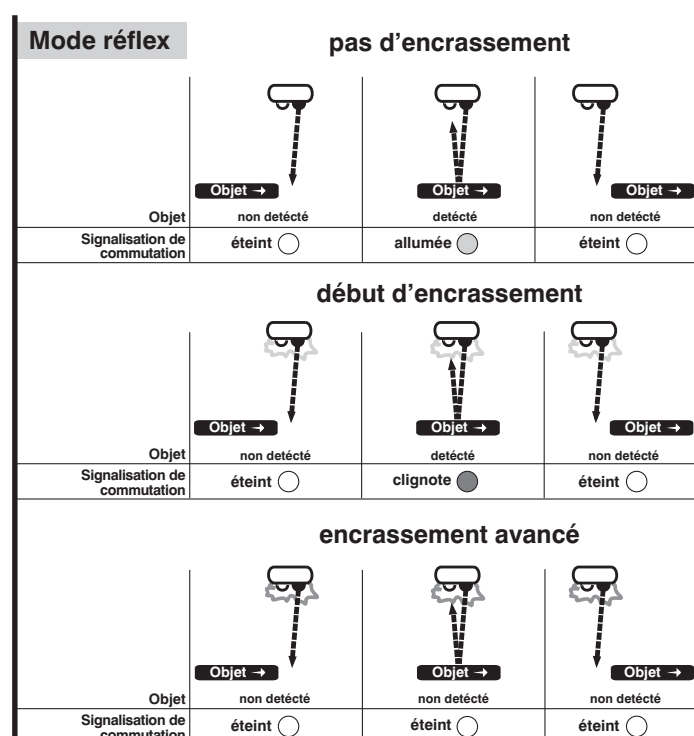 Mode réflex
pas d'encrassement
Objet → Objet → Objet →
Objet non detécté detécté non detécté
Signalisation de
commutation éteint allumée éteint
début d'encrassement
Objet → Objet → Objet →
Objet non detécté detécté non detécté
Signalisation de
commutation éteint clignote éteint
encrassement avancé
Objet → Objet → Objet →
Objet non detécté non detécté non detécté
Signalisation de
commutation éteint éteint éteint